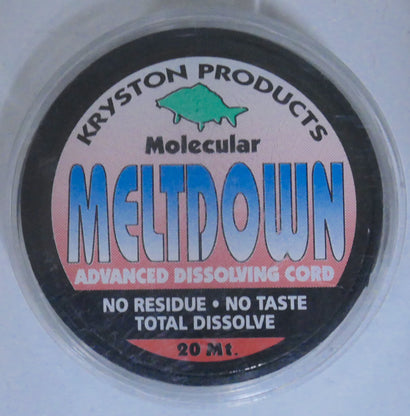 KRYSTON PRODUCTS
Molecular
MELTDOWN
ADVANCED DISSOLVING CORD
NO RESIDUE • NO TASTE
TOTAL DISSOLVE
20 Mt.